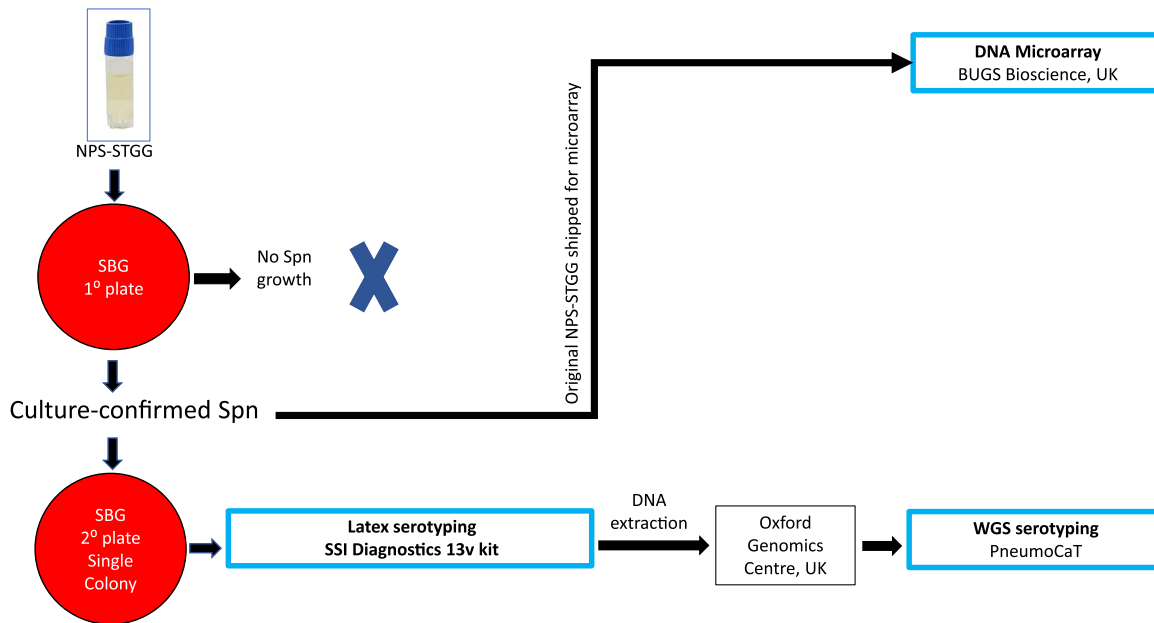 NPS-STGG
SBG
1⁰ plate
No Spn
growth
Culture-confirmed Spn
Original NPS-STGG shipped for microarray
DNA Microarray
BUGS Bioscience, UK
SBG
2⁰ plate
Single
Colony
Latex serotyping
SSI Diagnostics 13v kit
DNA
extraction
Oxford
Genomics
Centre, UK
WGS serotyping
PneumoCaT